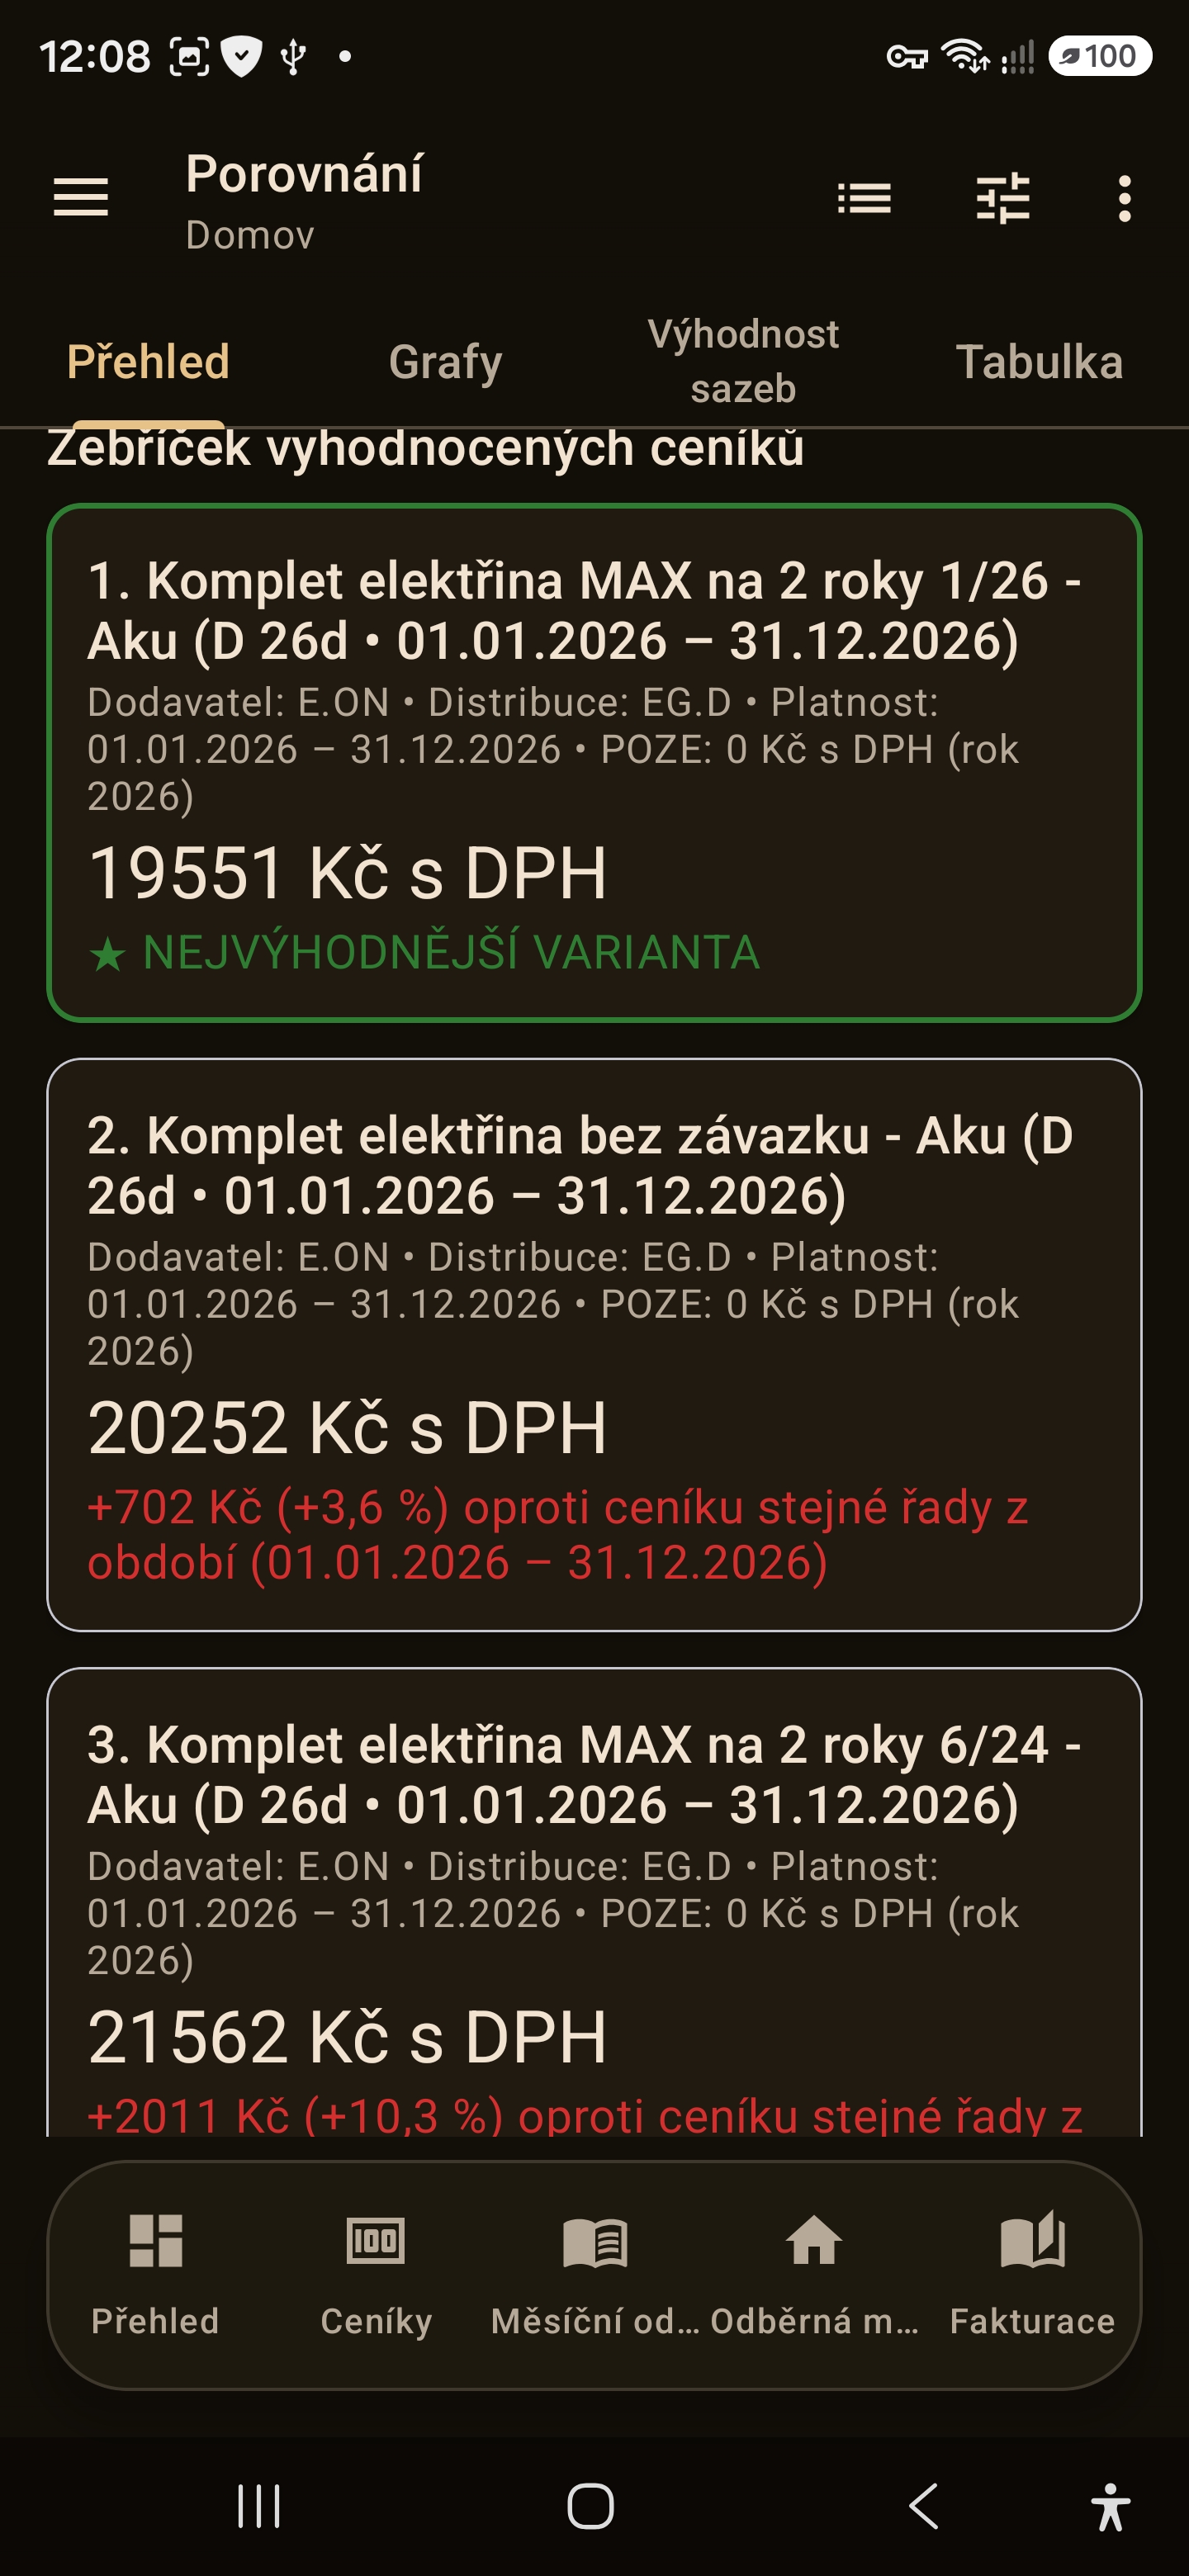 12:08
100
Porovnání
Domov
Přehled
Grafy
Výhodnost
sazeb
Tabulka
Žebříček vyhodnocených ceníků
1. Komplet elektřina MAX na 2 roky 1/26 -
Aku (D 26d • 01.01.2026 – 31.12.2026)
Dodavatel: E.ON • Distribuce: EG.D • Platnost:
01.01.2026 – 31.12.2026 • POZE: 0 Kč s DPH (rok
2026)
19551 Kč s DPH
★ NEJVÝHODNĚJŠÍ VARIANTA
2. Komplet elektřina bez závazku - Aku (D
26d • 01.01.2026 – 31.12.2026)
Dodavatel: E.ON • Distribuce: EG.D • Platnost:
01.01.2026 – 31.12.2026 • POZE: 0 Kč s DPH (rok
2026)
20252 Kč s DPH
+702 Kč (+3,6 %) oproti ceníku stejné řady z
období (01.01.2026 – 31.12.2026)
3. Komplet elektřina MAX na 2 roky 6/24 -
Aku (D 26d • 01.01.2026 – 31.12.2026)
Dodavatel: E.ON • Distribuce: EG.D • Platnost:
01.01.2026 – 31.12.2026 • POZE: 0 Kč s DPH (rok
2026)
21562 Kč s DPH
+2011 Kč (+10,3 %) oproti ceníku stejné řady z
100
Přehled
Ceníky
Měsíční od…
Odběrná m…
Fakturace